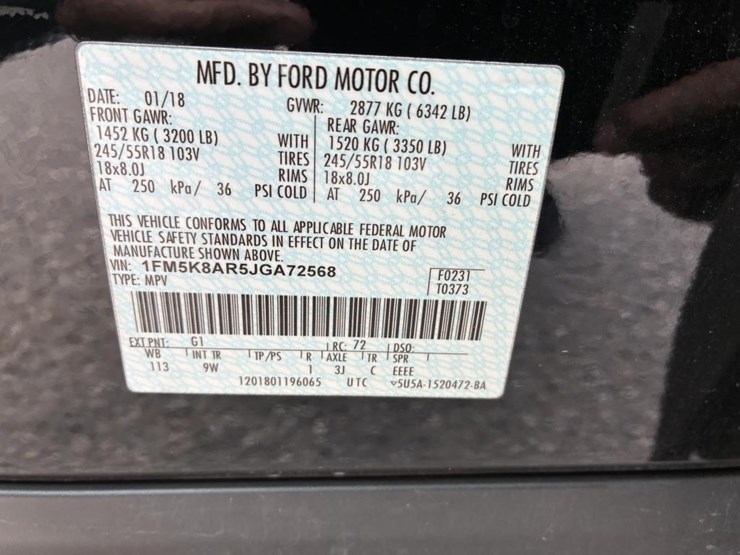 MFD. BY FORD MOTOR CO.
DATE: 01/18 GVWR: 2877 KG ( 6342 LB)
FRONT GAWR: REAR GAWR:
1452 KG ( 3200 LB) WITH 1520 KG ( 3350 LB) WITH
245/55R18 103V TIRES 245/55R18 103V TIRES
18x8.0J RIMS 18x8.0J RIMS
AT 250 kPa/ 36 PSI COLD AT 250 kPa/ 36 PSI COLD
THIS VEHICLE CONFORMS TO ALL APPLICABLE FEDERAL MOTOR
VEHICLE SAFETY STANDARDS IN EFFECT ON THE DATE OF
MANUFACTURE SHOWN ABOVE.
VIN: 1FM5K8AR5JGA72568 F0231
TYPE: MPV T0373
EXT PNT: G1 RC: 72 DSO:
WB INT TR TP/PS R AXLE TR SPR
113 9W 1 3J C EEEE
1201801196065 UTC 5U5A-1520472-BA